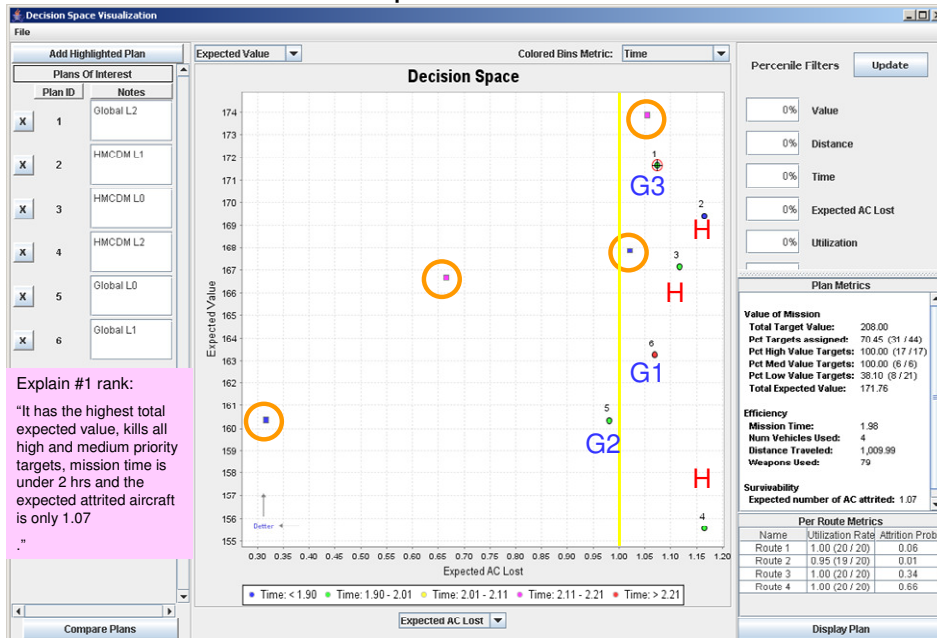 Decision Space Visualization
File
Add Highlighted Plan
Plans Of Interest
Plan ID Notes
X 1 Global L2
X 2 HMCDM L1
X 3 HMCDM L0
X 4 HMCDM L2
X 5 Global L0
X 6 Global L1
Explain #1 rank:
“It has the highest total
expected value, kills all
high and medium priority
targets, mission time is
under 2 hrs and the
expected attrited aircraft
is only 1.07
.”
Compare Plans
Expected Value
Colored Bins Metric: Time
Decision Space
Expected Value
174
173
172
171
170
169
168
167
166
165
164
163
162
161
160
159
158
157
156
155
1
G3
2
H
3
H
6
G1
5
G2
H
4
Better
0.30 0.35 0.40 0.45 0.50 0.55 0.60 0.65 0.70 0.75 0.80 0.85 0.90 0.95 1.00 1.05 1.10 1.15 1.20
Expected AC Lost
Time: < 1.90 Time: 1.90 - 2.01 Time: 2.01 - 2.11 Time: 2.11 - 2.21 Time: > 2.21
Expected AC Lost
Percenile Filters Update
0% Value
0% Distance
0% Time
0% Expected AC Lost
0% Utilization
Plan Metrics
Value of Mission
Total Target Value: 208.00
Pct Targets assigned: 70.45 (31 / 44)
Pct High Value Targets: 100.00 (17 / 17)
Pct Med Value Targets: 100.00 (6 / 6)
Pct Low Value Targets: 38.10 (8 / 21)
Total Expected Value: 171.76
Efficiency
Mission Time: 1.98
Num Vehicles Used: 4
Distance Traveled: 1,009.99
Weapons Used: 79
Survivability
Expected number of AC attrited: 1.07
Per Route Metrics
Name Utilization Rate Attrition Prob
Route 1 1.00 (20 / 20) 0.06
Route 2 0.95 (19 / 20) 0.01
Route 3 1.00 (20 / 20) 0.34
Route 4 1.00 (20 / 20) 0.66
Display Plan